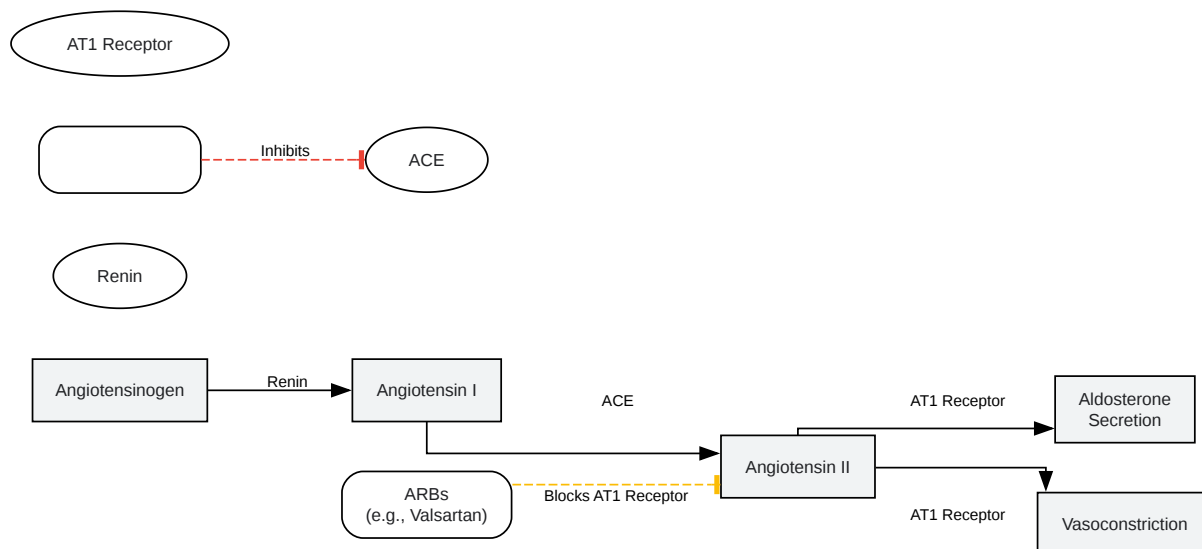 AT1 Receptor
Inhibits
ACE
Renin
Angiotensinogen
Renin
Angiotensin I
ACE
AT1 Receptor
Aldosterone
Secretion
Angiotensin II
ARBs
(e.g., Valsartan)
Blocks AT1 Receptor
AT1 Receptor
Vasoconstriction